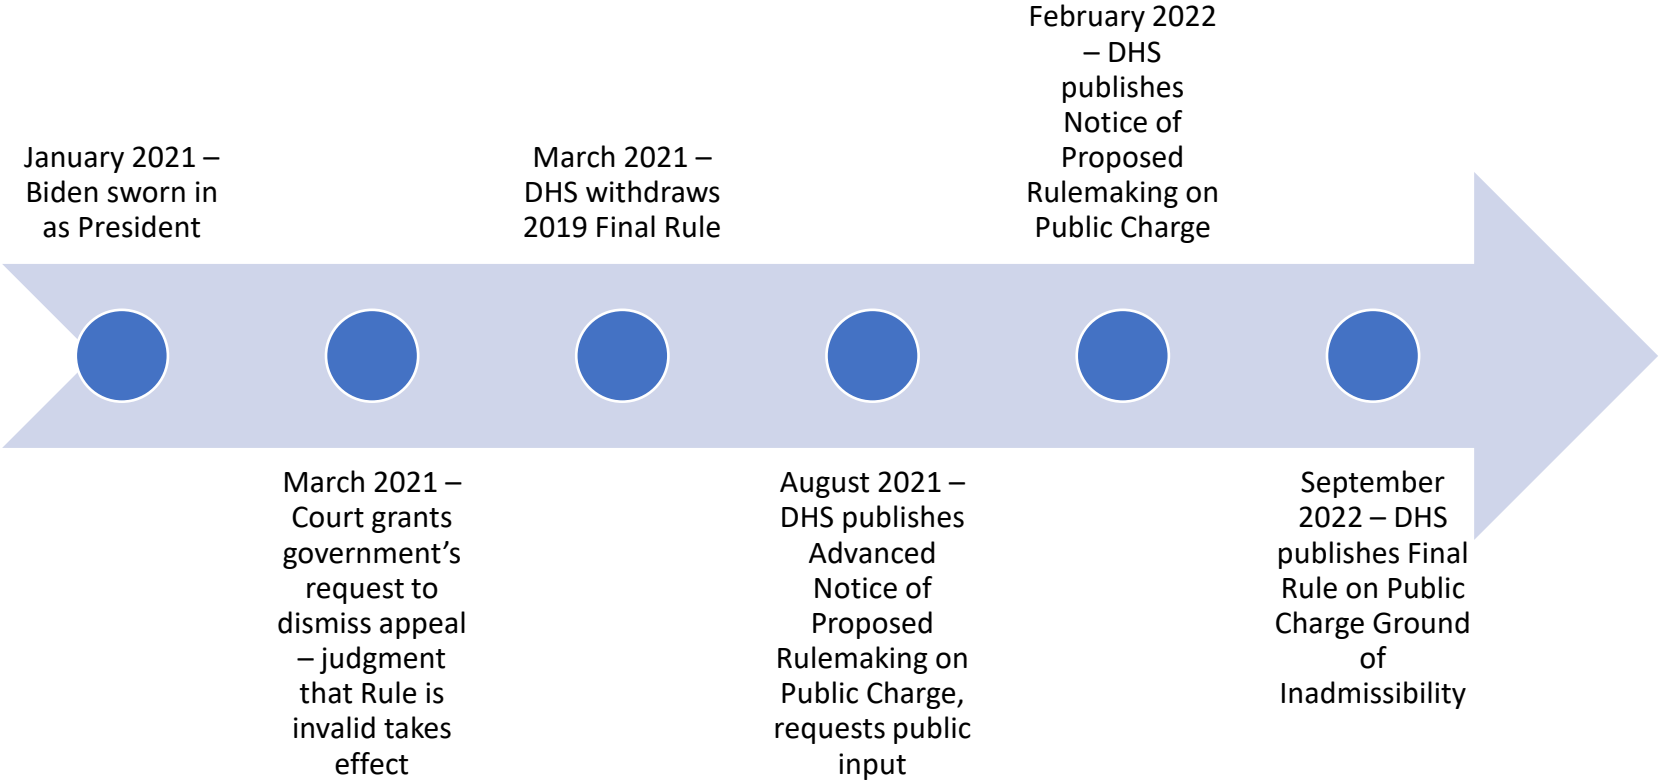 January 2021 –
Biden sworn in
as President
March 2021 –
Court grants
government’s
request to
dismiss appeal
– judgment
that Rule is
invalid takes
effect
March 2021 –
DHS withdraws
2019 Final Rule
August 2021 –
DHS publishes
Advanced
Notice of
Proposed
Rulemaking on
Public Charge,
requests public
input
February 2022
– DHS
publishes
Notice of
Proposed
Rulemaking on
Public Charge
September
2022 – DHS
publishes Final
Rule on Public
Charge Ground
of
Inadmissibility